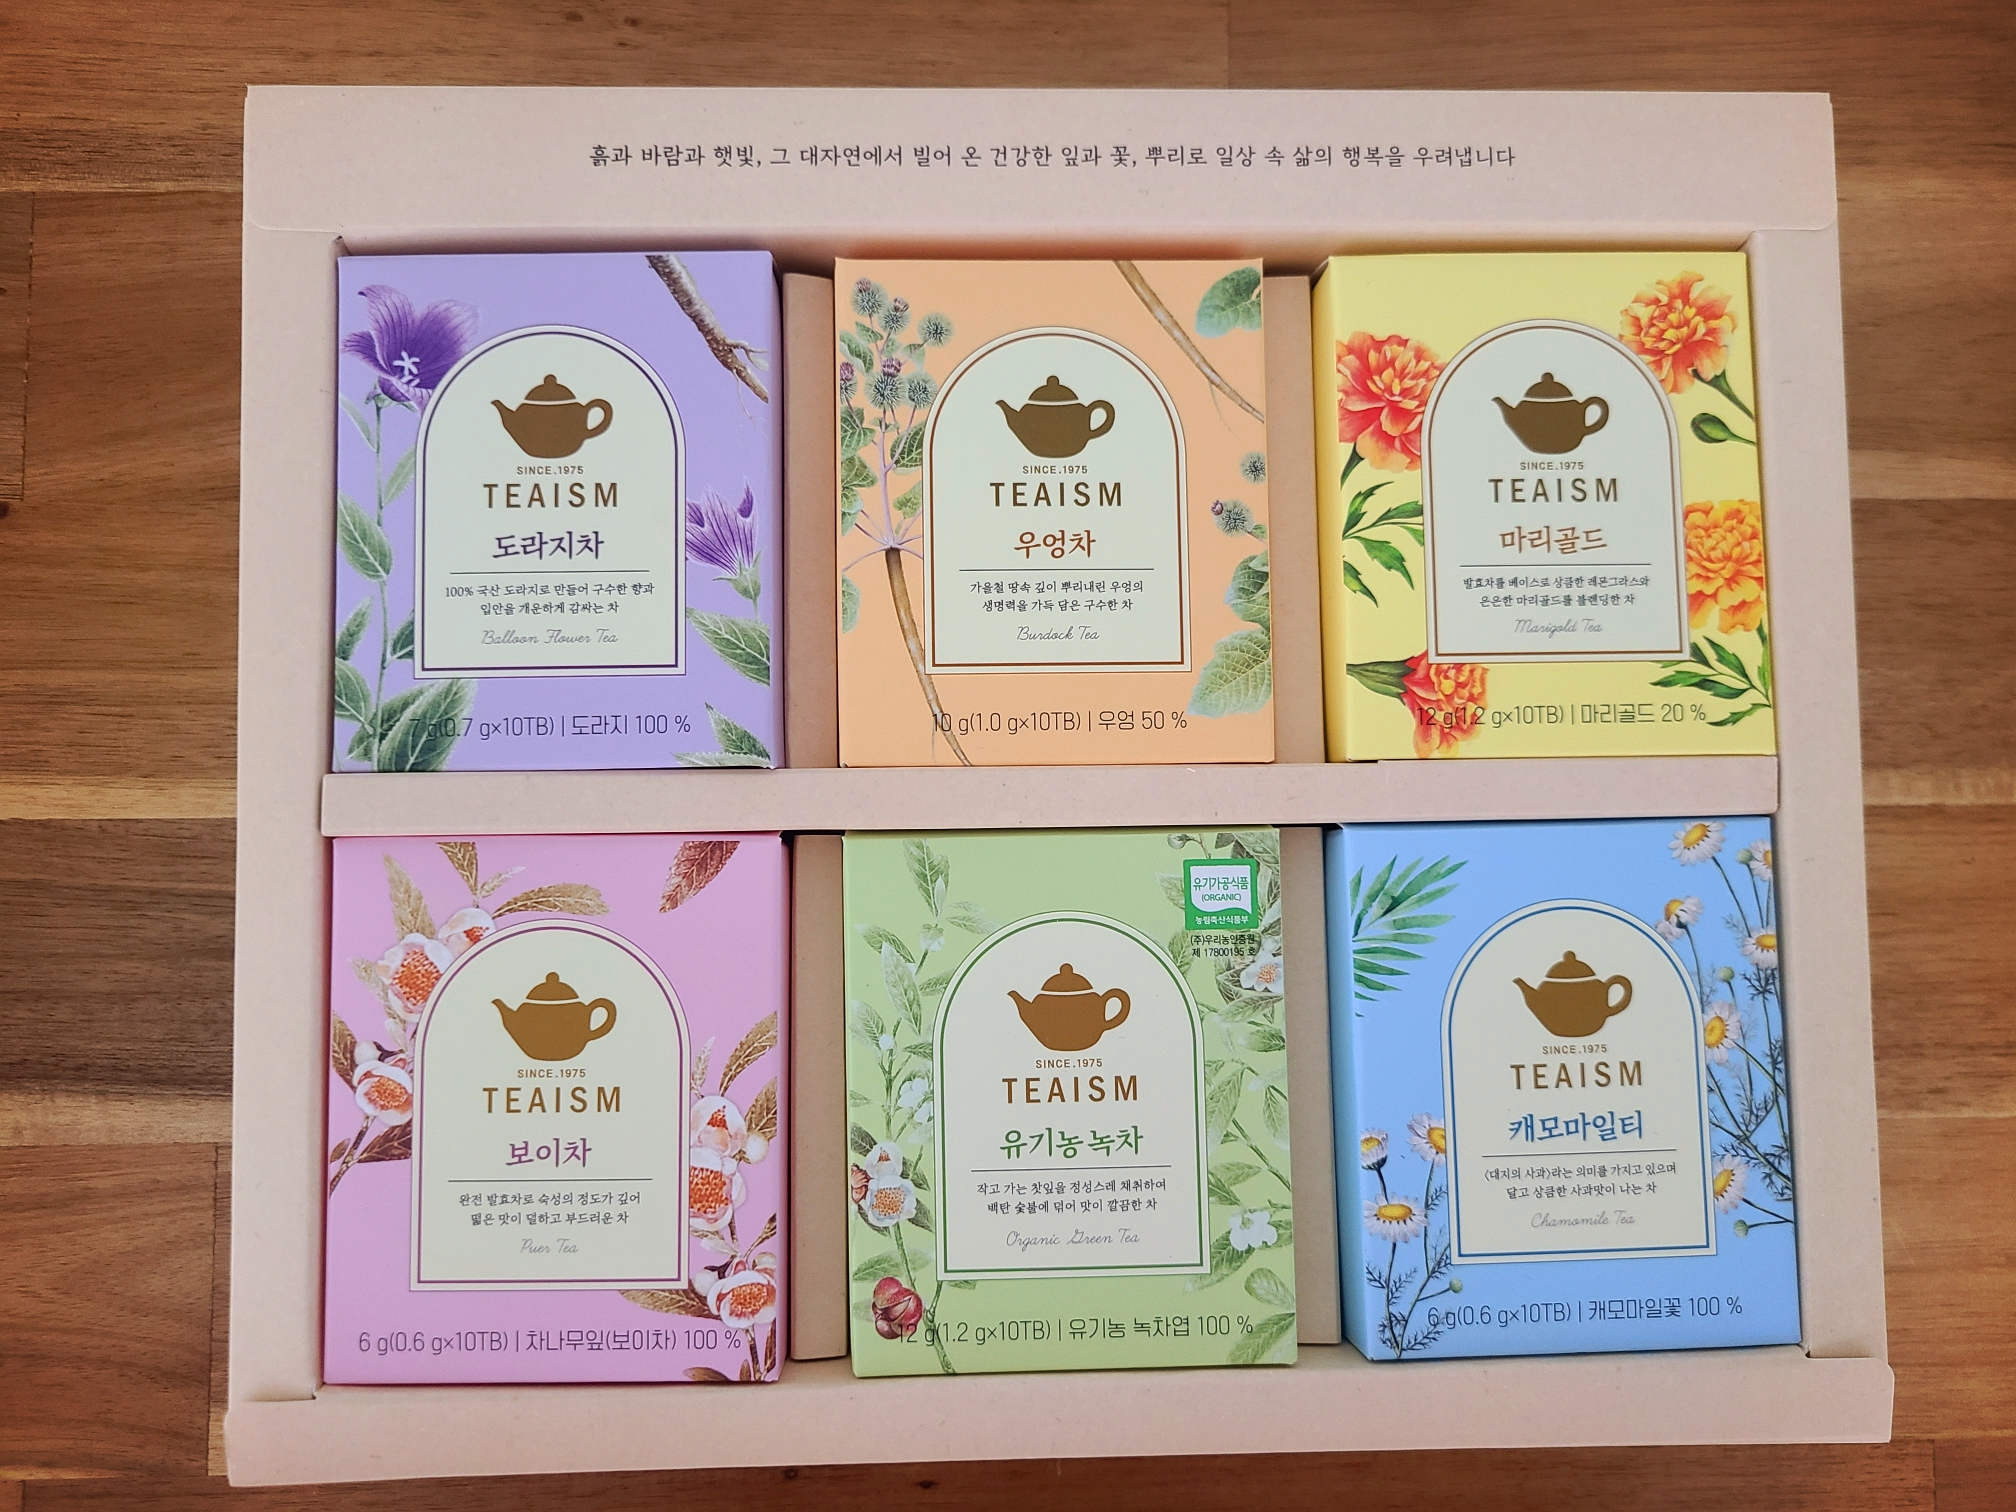 흙과 바람과 햇빛, 그 대자연에서 빌어 온 건강한 잎과 꽃, 뿌리로 일상 속 삶의 행복을 우려냅니다
SINCE.1975
TEAISM
도라지차
100% 국산 도라지로 만들어 구수한 향과
입안을 개운하게 감싸는 차
Balloon Flower Tea
7 g(0.7 g×10TB) | 도라지 100 %
SINCE.1975
TEAISM
우엉차
가을철 땅속 깊이 뿌리내린 우엉의
생명력을 가득 담은 구수한 차
Burdock Tea
10 g(1.0 g×10TB) | 우엉 50 %
SINCE.1975
TEAISM
마리골드
발효차를 베이스로 상큼한 레몬그라스와
은은한 마리골드를 블렌딩한 차
Marigold Tea
12 g(1.2 g×10TB) | 마리골드 20 %
SINCE.1975
TEAISM
보이차
완전 발효차로 숙성의 정도가 깊어
떫은 맛이 덜하고 부드러운 차
Puer Tea
6 g(0.6 g×10TB) | 차나무잎(보이차) 100 %
유기가공식품
(ORGANIC)
농림축산식품부
(주)우리농인증원
제 17800195 호
SINCE.1975
TEAISM
유기농 녹차
작고 가는 찻잎을 정성스레 채취하여
백탄 숯불에 덖어 맛이 깔끔한 차
Organic Green Tea
12 g(1.2 g×10TB) | 유기농 녹차엽 100 %
SINCE.1975
TEAISM
캐모마일티
<대지의 사과>라는 의미를 가지고 있으며
달고 상큼한 사과맛이 나는 차
Chamomile Tea
6 g(0.6 g×10TB) | 캐모마일꽃 100 %